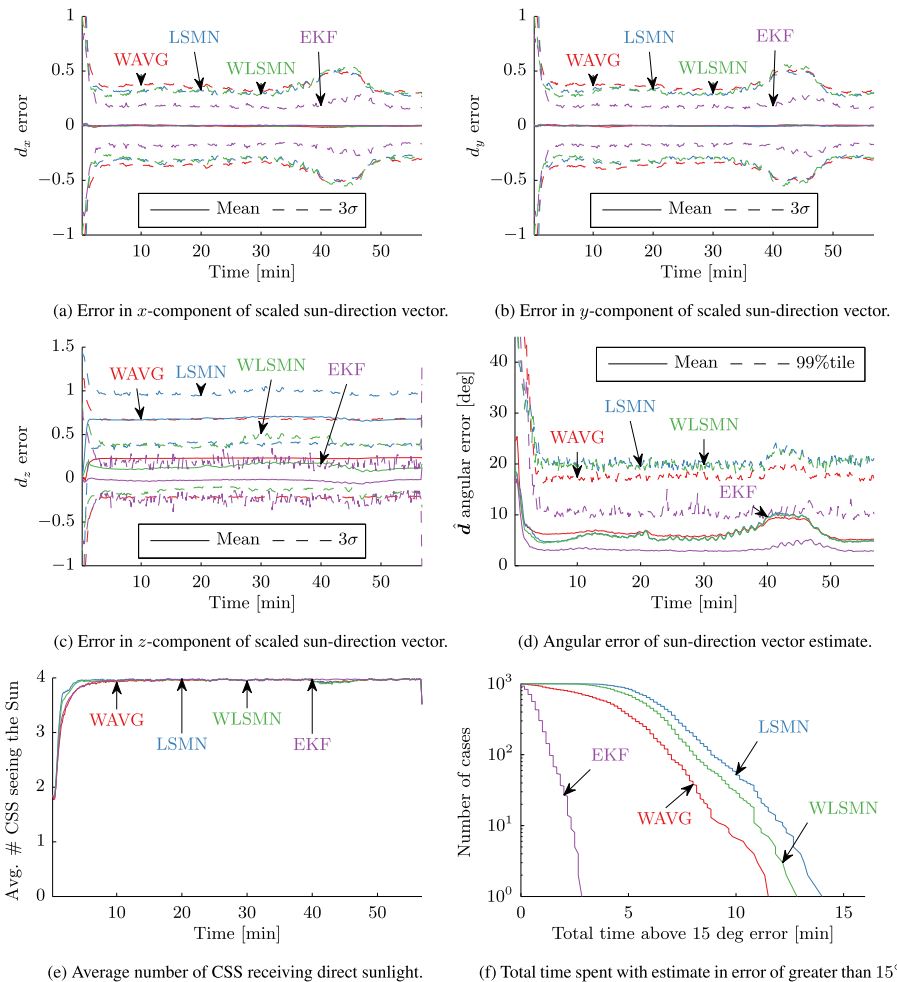 1
0.5
0
−0.5
−1
d_x error
WAVG
LSMN
WLSMN
EKF
Mean
3σ
10
20
30
40
50
Time [min]
(a) Error in x-component of scaled sun-direction vector.
1
0.5
0
−0.5
−1
d_y error
WAVG
LSMN
WLSMN
EKF
Mean
3σ
10
20
30
40
50
Time [min]
(b) Error in y-component of scaled sun-direction vector.
1.5
1
0.5
0
−0.5
−1
d_z error
WAVG
LSMN
WLSMN
EKF
Mean
3σ
10
20
30
40
50
Time [min]
(c) Error in z-component of scaled sun-direction vector.
40
30
20
10
0
d̂ angular error [deg]
Mean
99%tile
WAVG
LSMN
WLSMN
EKF
10
20
30
40
50
Time [min]
(d) Angular error of sun-direction vector estimate.
4
3
2
1
0
Avg. # CSS seeing the Sun
WAVG
LSMN
WLSMN
EKF
10
20
30
40
50
Time [min]
(e) Average number of CSS receiving direct sunlight.
10³
10²
10¹
10⁰
Number of cases
EKF
WAVG
LSMN
WLSMN
0
5
10
15
Total time above 15 deg error [min]
(f) Total time spent with estimate in error of greater than 15°